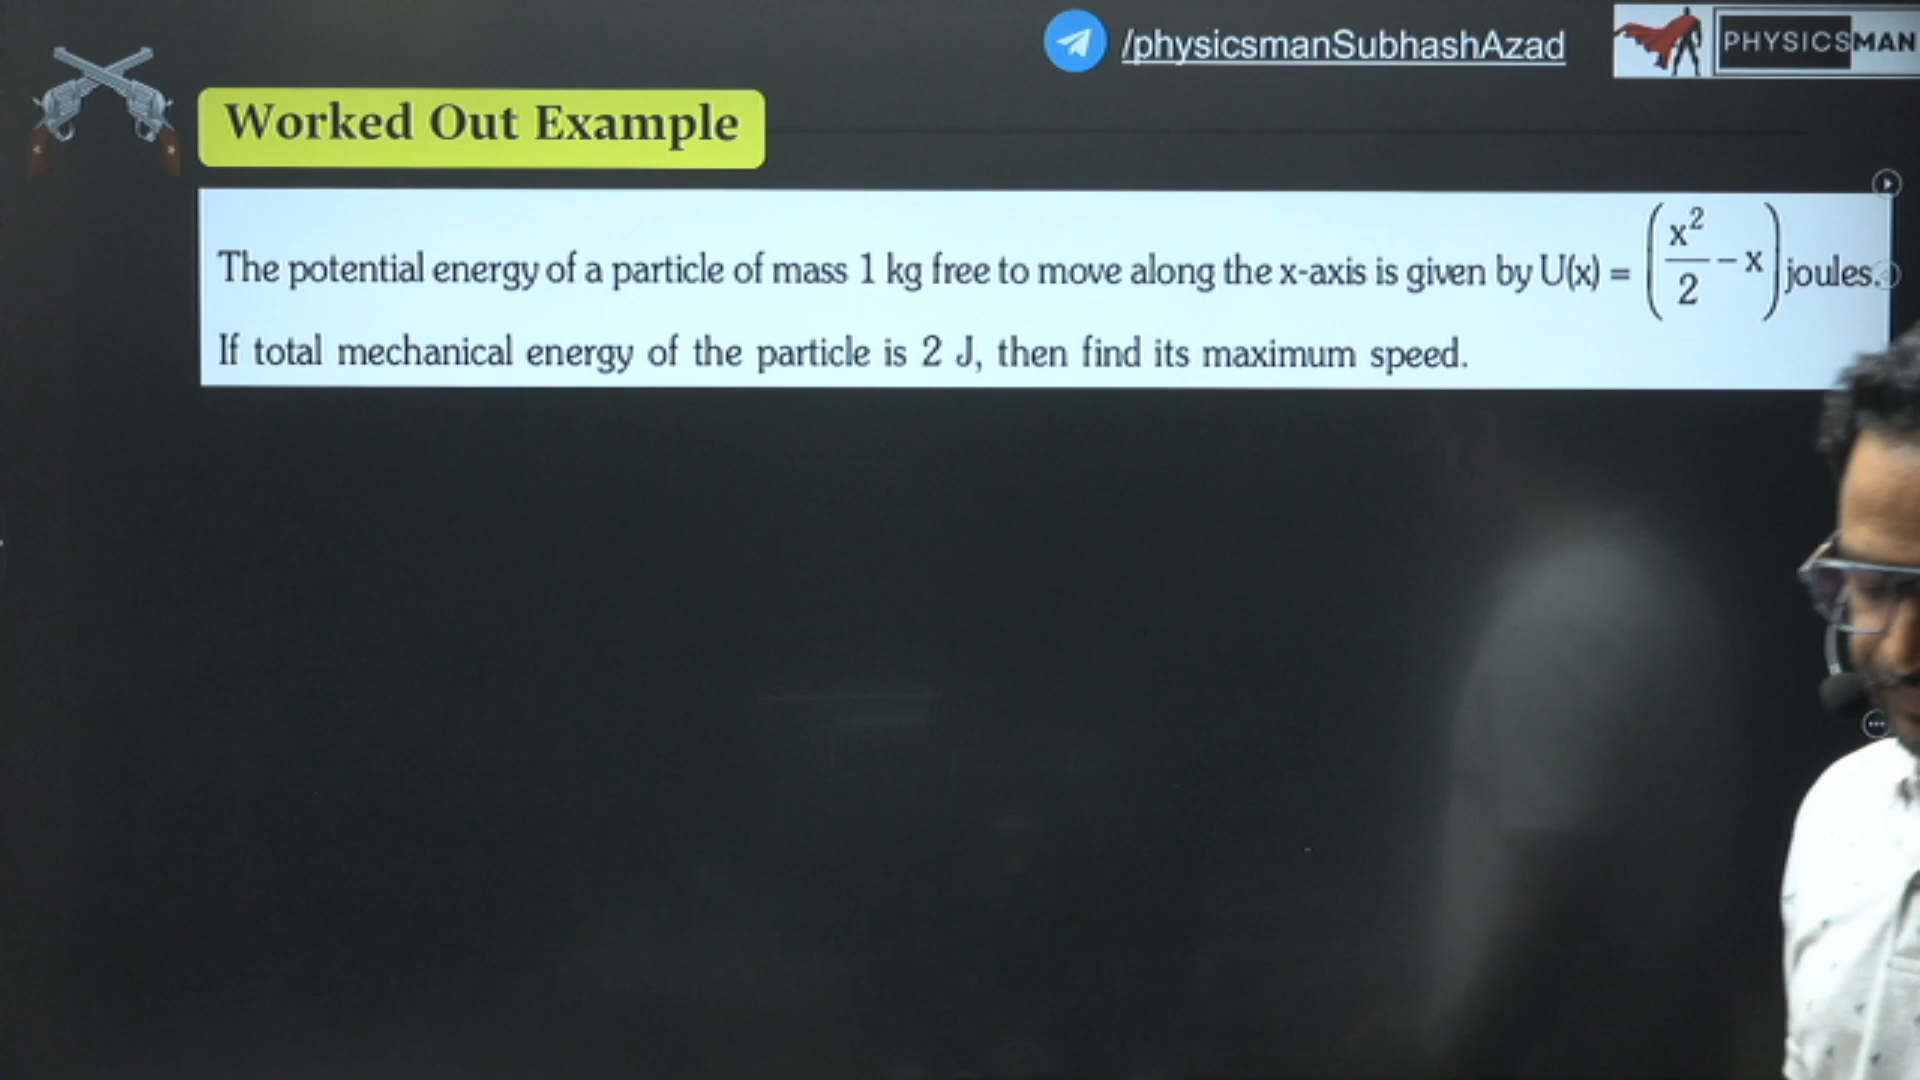 /physicsmanSubhashAzad
PHYSICSMAN
Worked Out Example
The potential energy of a particle of mass 1 kg free to move along the x-axis is given by U(x) = (x²/2 − x) joules.
If total mechanical energy of the particle is 2 J, then find its maximum speed.